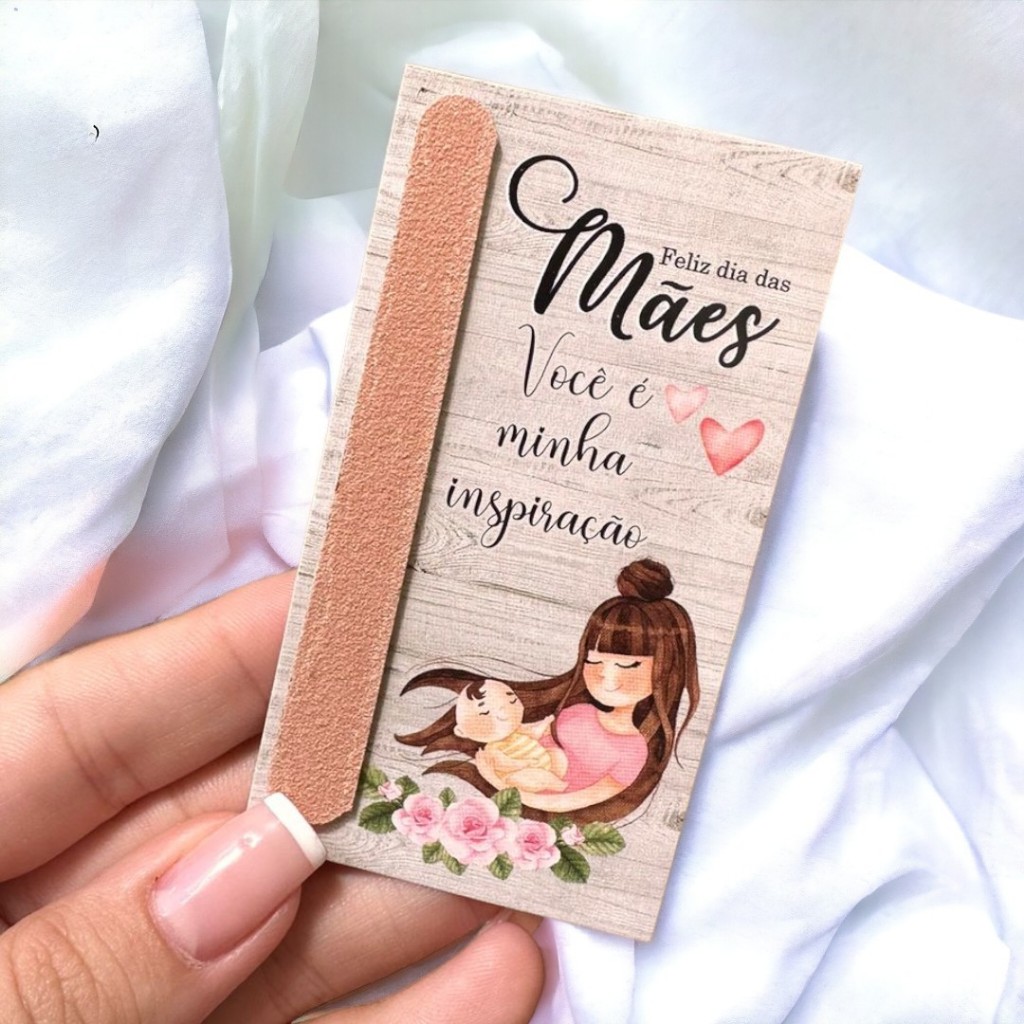 Feliz dia das
Mães
Você é
minha
inspiração